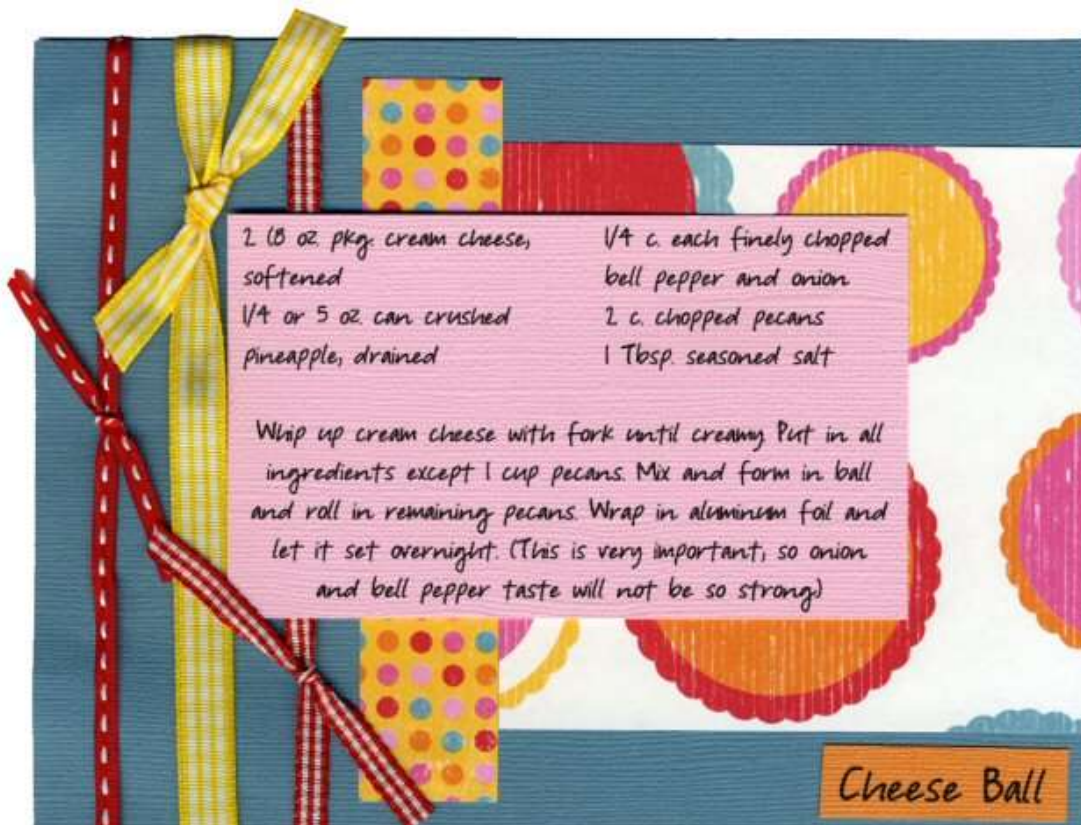 2 (8 oz. pkg. cream cheese,
softened
1/4 or 5 oz. can crushed
pineapple, drained
1/4 c. each finely chopped
bell pepper and onion
2 c. chopped pecans
1 Tbsp. seasoned salt
Whip up cream cheese with fork until creamy. Put in all
ingredients except 1 cup pecans. Mix and form in ball
and roll in remaining pecans. Wrap in aluminum foil and
let it set overnight. (This is very important, so onion
and bell pepper taste will not be so strong.)
Cheese Ball